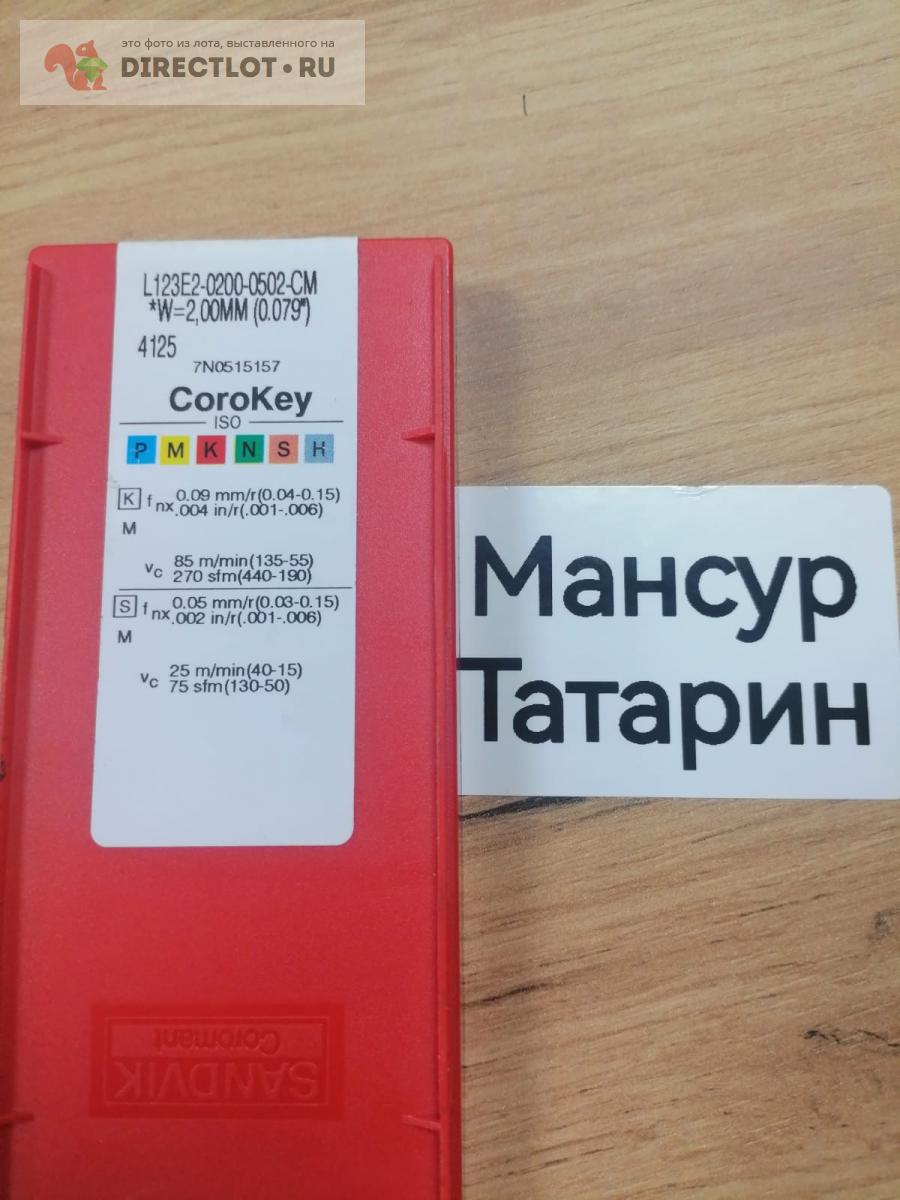 это фото из лота, выставленного на
DIRECTLOT•RU
L123E2-0200-0502-CM
*W=2,00MM (0.079")
4125
7N0515157
CoroKey
ISO
P M K N S H
K fnx 0.09 mm/r(0.04-0.15)
.004 in/r(.001-.006)
M
vc 85 m/min(135-55)
270 sfm(440-190)
S fnx 0.05 mm/r(0.03-0.15)
.002 in/r(.001-.006)
M
vc 25 m/min(40-15)
75 sfm(130-50)
Мансур
Татарин
SANDVIK
Coromant